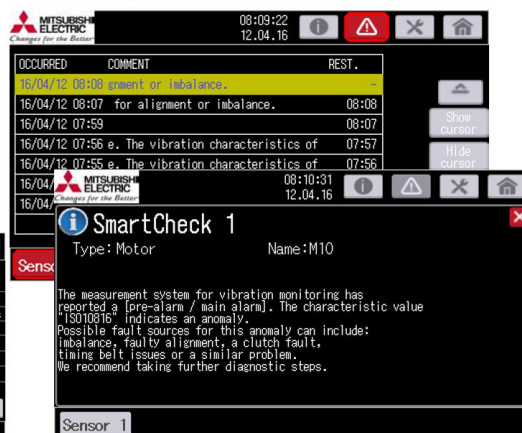 MITSUBISHI
ELECTRIC
Changes for the Better
08:09:22
12.04.16
OCCURRED COMMENT REST.
16/04/12 08:08 gnment or imbalance. -
16/04/12 08:07 for alignment or imbalance. 08:08
16/04/12 07:59 08:07
16/04/12 07:56 e. The vibration characteristics of 07:57
16/04/12 07:55 e. The vibration characteristics of 07:56
16/04/
16/04/
Show
cursor
Hide
cursor
Senso
MITSUBISHI
ELECTRIC
Changes for the Better
08:10:31
12.04.16
SmartCheck 1
Type: Motor Name: M10
The measurement system for vibration monitoring has
reported a [pre-alarm / main alarm]. The characteristic value
"ISO10816" indicates an anomaly.
Possible fault sources for this anomaly can include:
imbalance, faulty alignment, a clutch fault,
timing belt issues or a similar problem.
We recommend taking further diagnostic steps.
Sensor 1